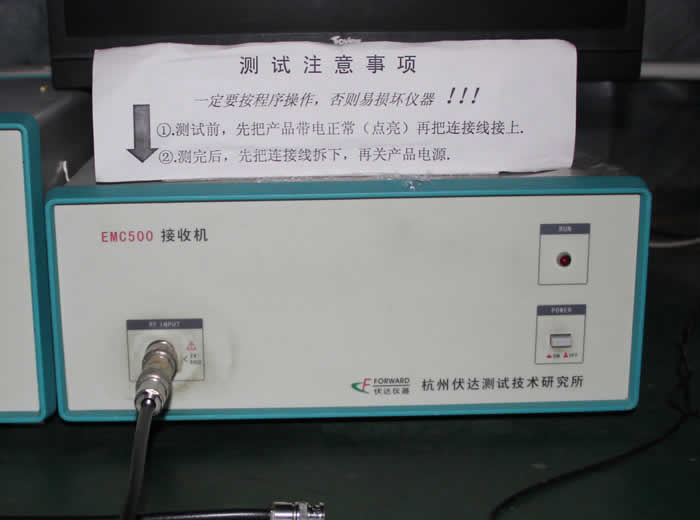 测试注意事项
一定要按程序操作，否则易损坏仪器 !!!
①.测试前，先把产品带电正常（点亮）再把连接线接上.
②.测完后，先把连接线拆下，再关产品电源.
EMC500 接收机
RUN
RF INPUT
POWER
ON OFF
FORWARD
伏达仪器
杭州伏达测试技术研究所